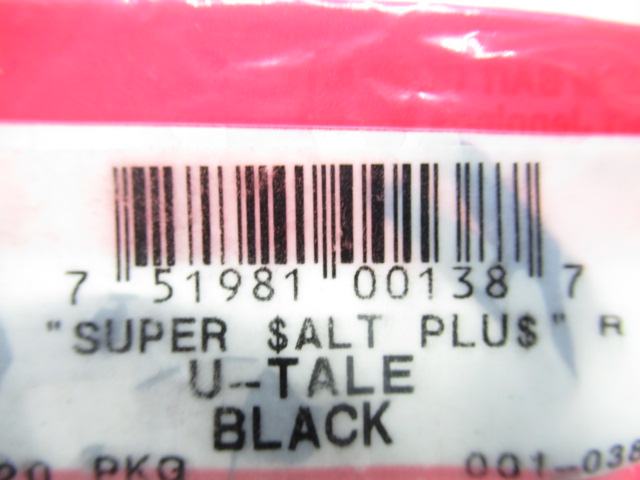 7 51981 00138 7
"SUPER $ALT PLU$" R
U-TALE
BLACK
20 PKG 001-038